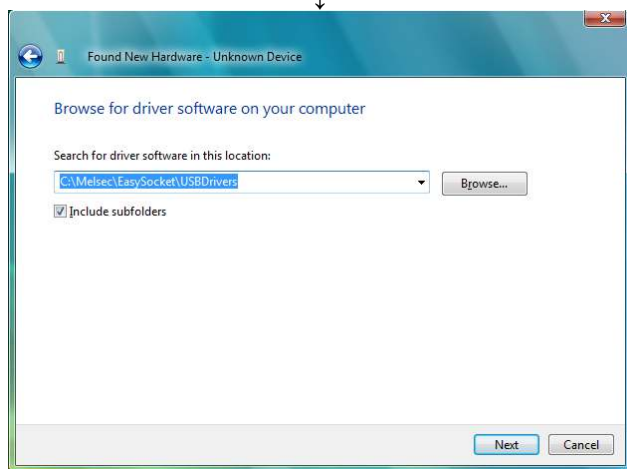 Found New Hardware - Unknown Device
Browse for driver software on your computer
Search for driver software in this location:
C:\Melsec\EasySocket\USBDrivers
Browse...
Include subfolders
Next Cancel